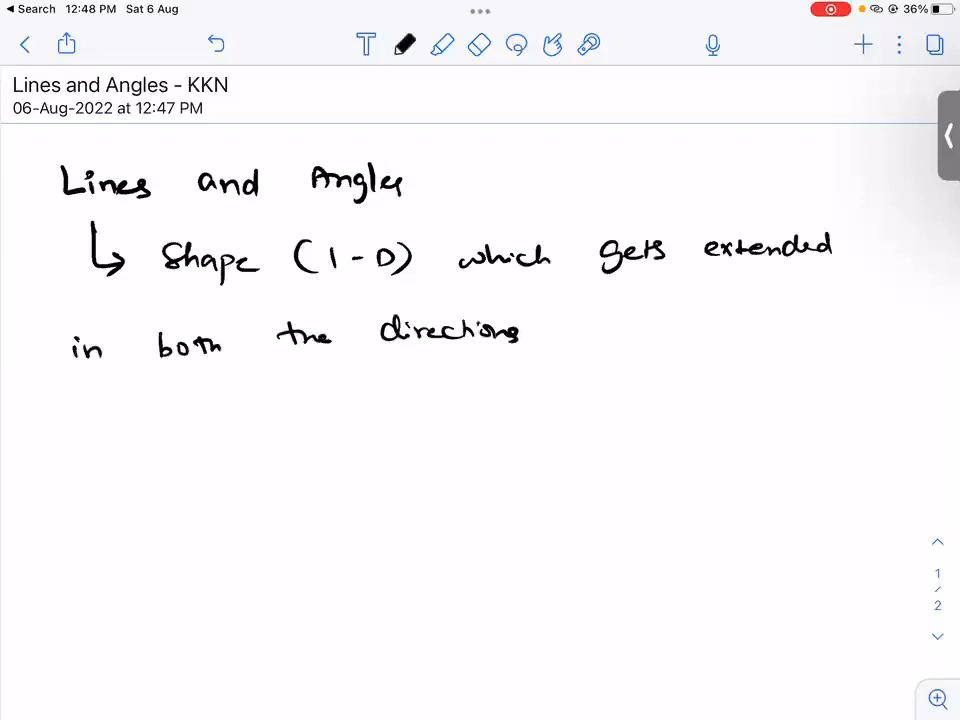 Search 12:48 PM Sat 6 Aug 36%
Lines and Angles - KKN
06-Aug-2022 at 12:47 PM
Lines and Angles
Shape (1-D) which gets extended
in both the directions
1
/
2